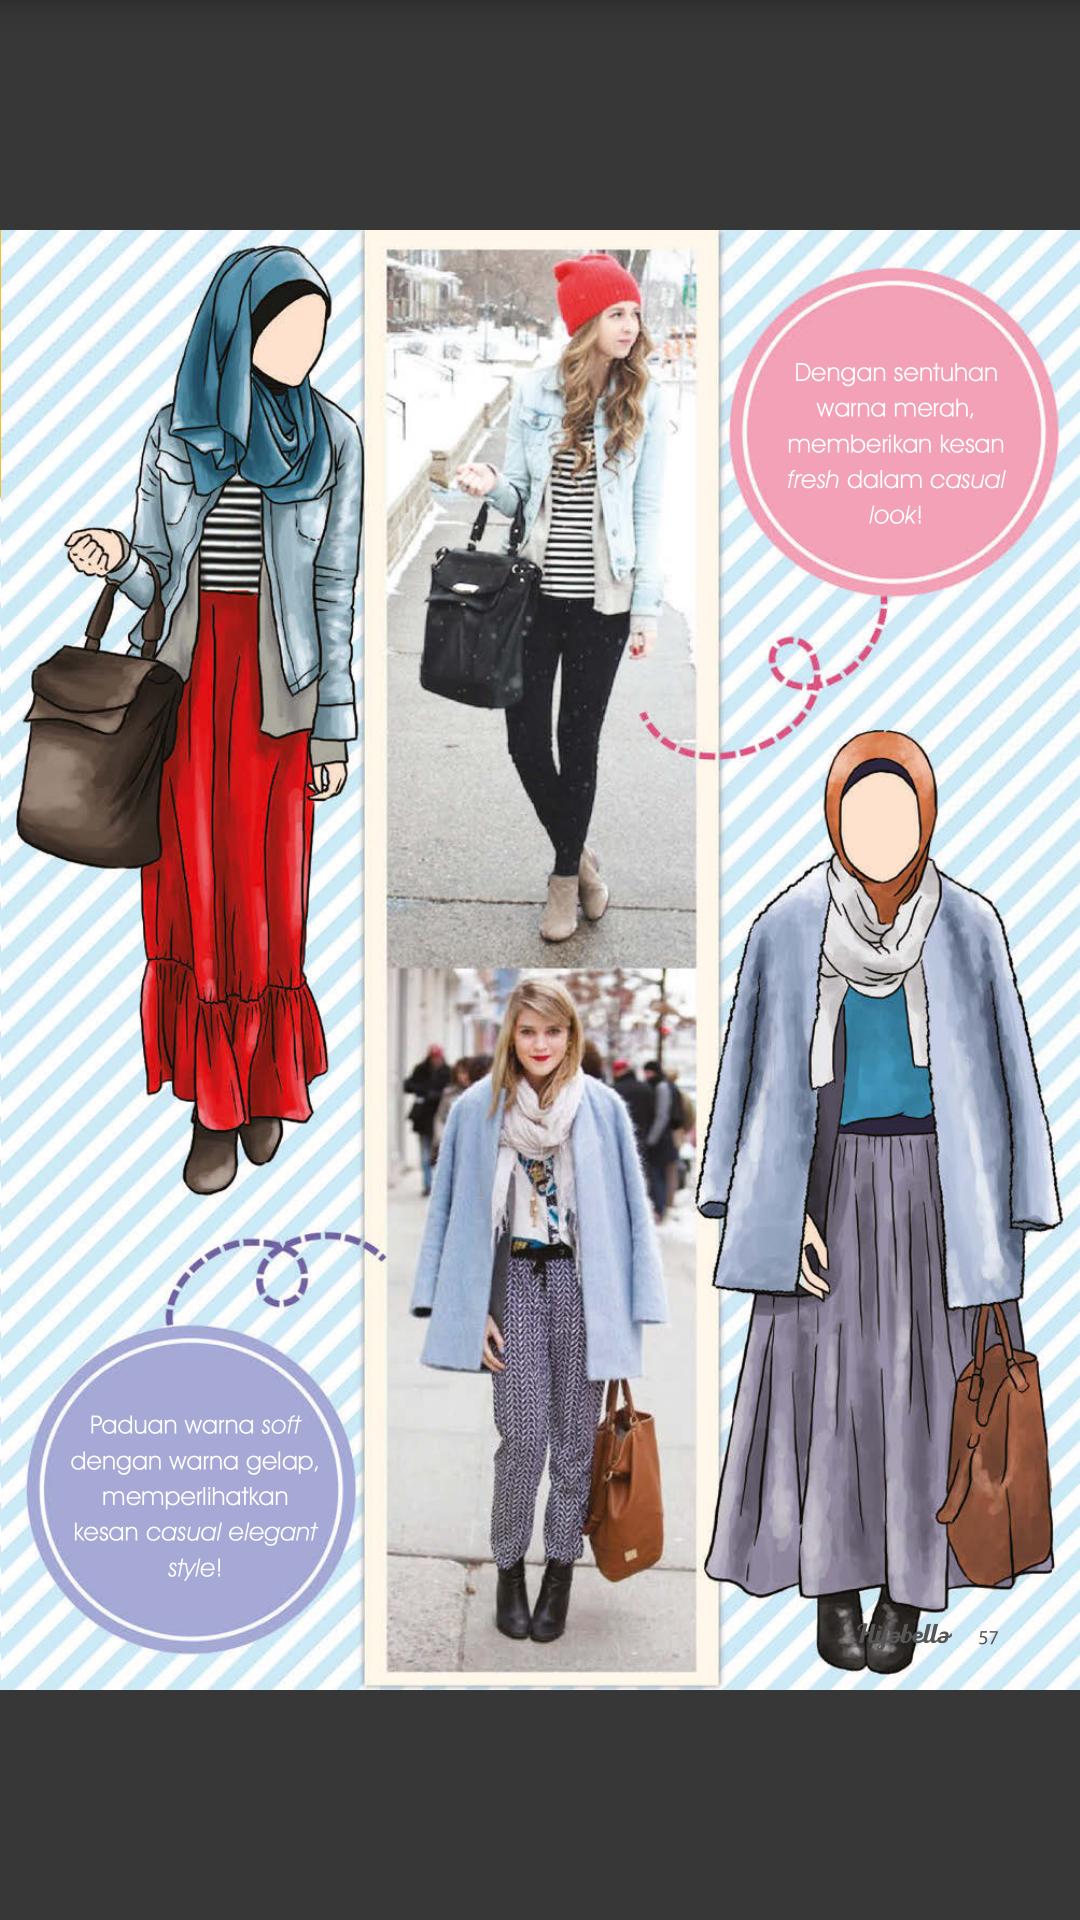 Dengan sentuhan
warna merah,
memberikan kesan
fresh dalam casual
look!
Paduan warna soft
dengan warna gelap,
memperlihatkan
kesan casual elegant
style!
Hijabella 57